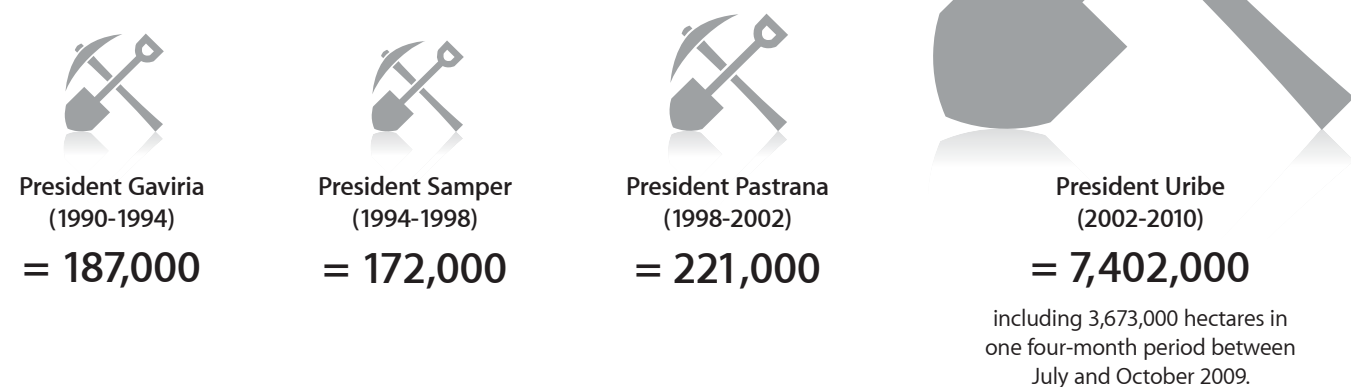 President Gaviria
(1990-1994)
= 187,000
President Samper
(1994-1998)
= 172,000
President Pastrana
(1998-2002)
= 221,000
President Uribe
(2002-2010)
= 7,402,000
including 3,673,000 hectares in
one four-month period between
July and October 2009.